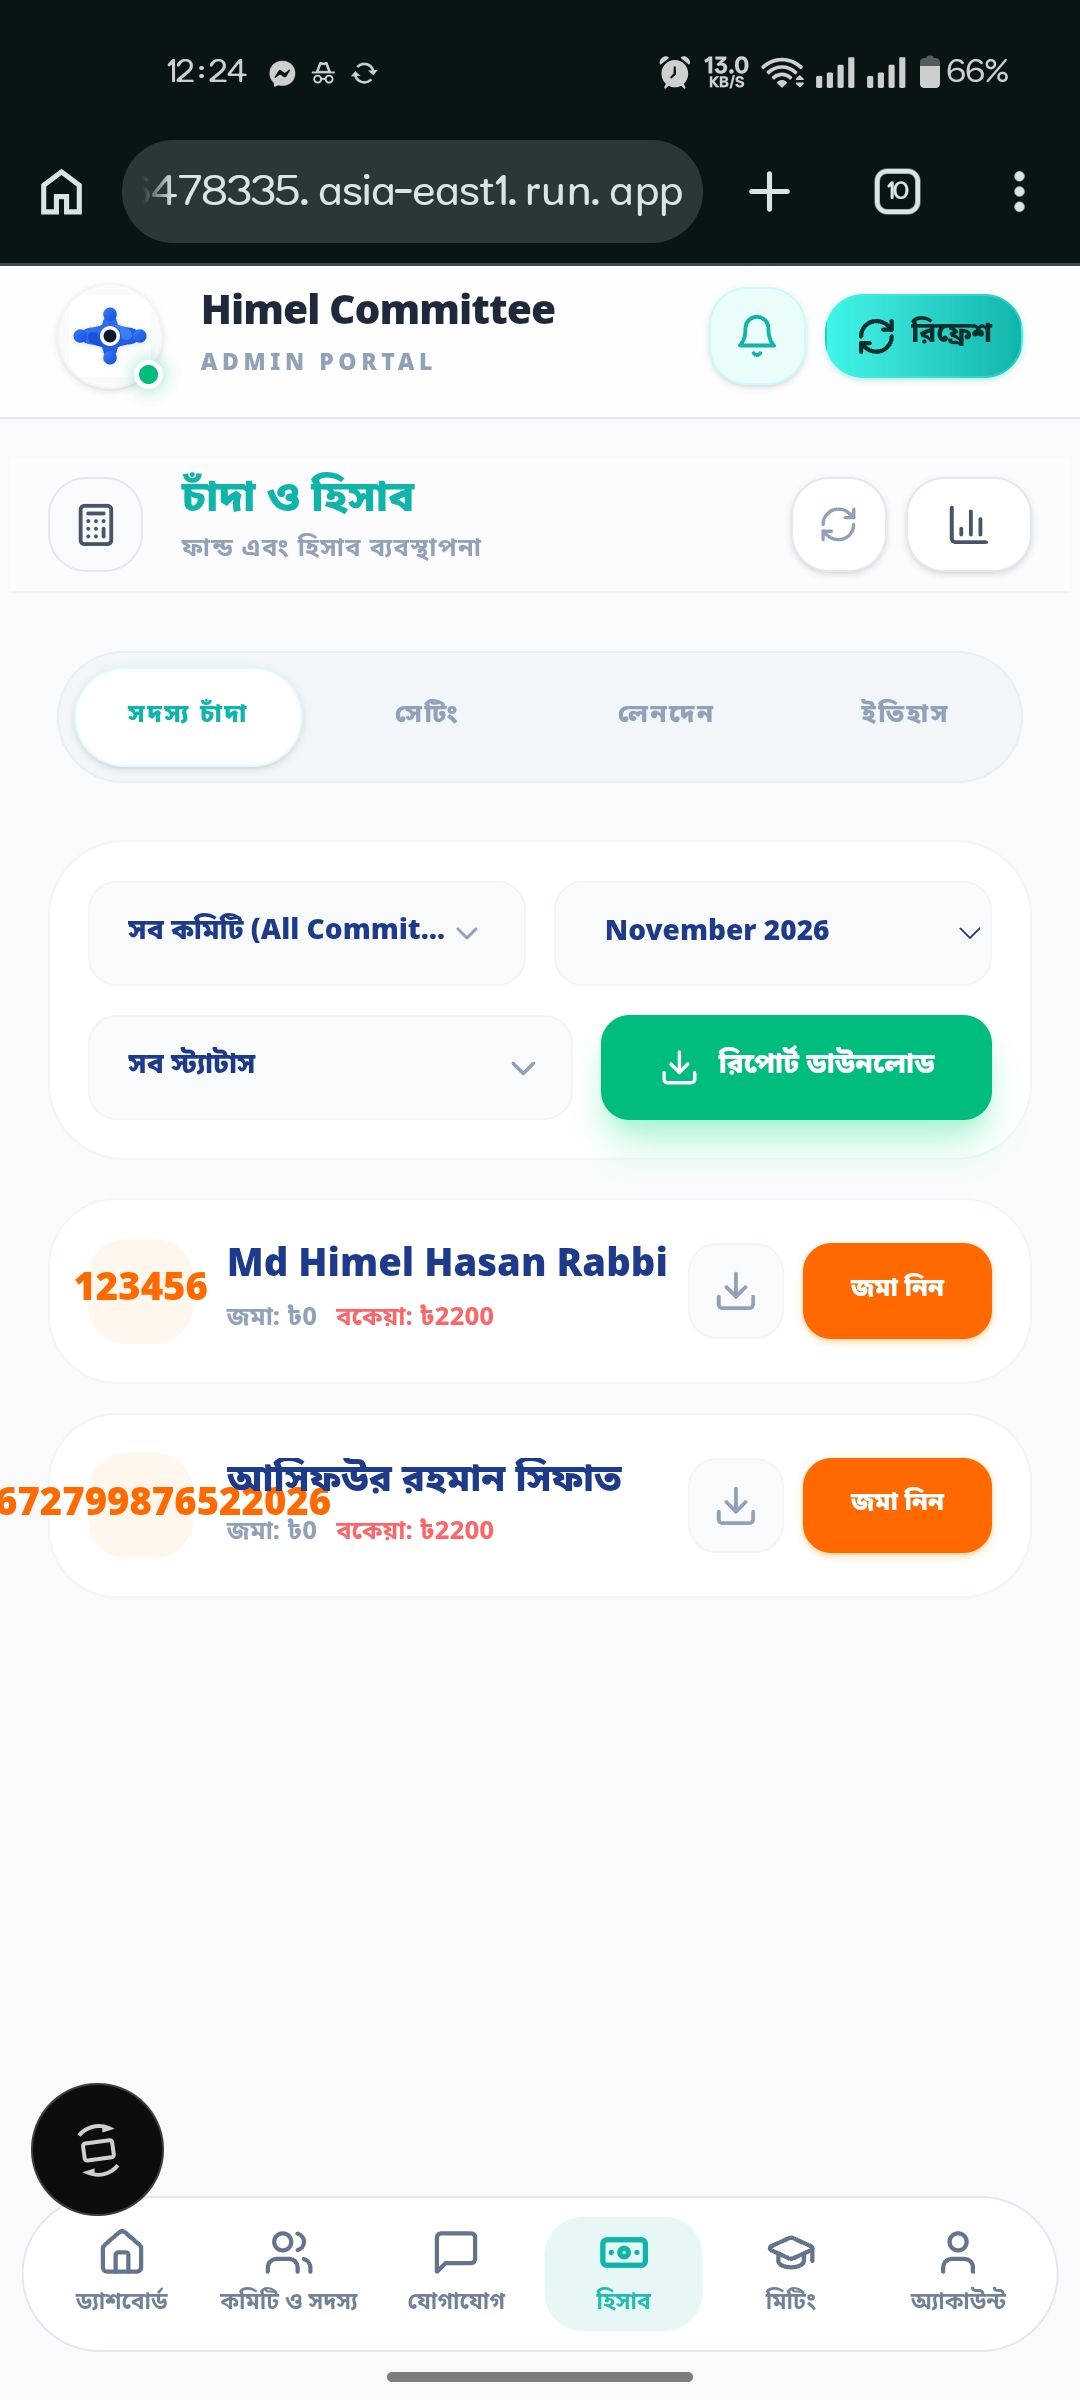 12:24
13.0 KB/S
66%
478335.asia-east1.run.app
10
Himel Committee
ADMIN PORTAL
রিফ্রেশ
চাঁদা ও হিসাব
ফান্ড এবং হিসাব ব্যবস্থাপনা
সদস্য চাঁদা
সেটিং
লেনদেন
ইতিহাস
সব কমিটি (All Commit...
November 2026
সব স্ট্যাটাস
রিপোর্ট ডাউনলোড
123456
Md Himel Hasan Rabbi
জমা: ৳0 বকেয়া: ৳2200
জমা নিন
আসিফউর রহমান সিফাত
672799876522026
জমা: ৳0 বকেয়া: ৳2200
জমা নিন
ড্যাশবোর্ড
কমিটি ও সদস্য
যোগাযোগ
হিসাব
মিটিং
অ্যাকাউন্ট